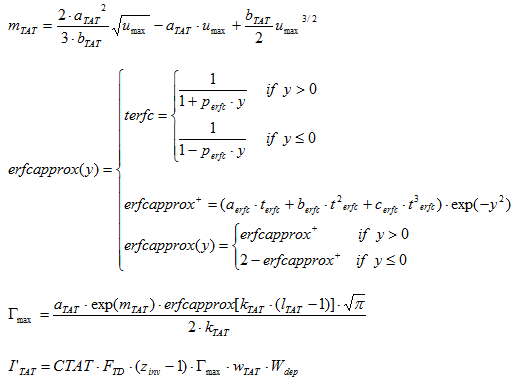 m_TAT = (2·a_TAT²)/(3·b_TAT) √u_max − a_TAT·u_max + (b_TAT/2) u_max^(3/2)
terfc = { 1/(1+p_erfc·y) if y > 0
1/(1−p_erfc·y) if y ≤ 0
erfcapprox(y) = {
erfcapprox⁺ = (a_erfc·t_erfc + b_erfc·t²_erfc + c_erfc·t³_erfc)·exp(−y²)
erfcapprox(y) = { erfcapprox⁺ if y > 0
2 − erfcapprox⁺ if y ≤ 0
Γ_max = (a_TAT·exp(m_TAT)·erfcapprox[k_TAT·(l_TAT −1)]·√π)/(2·k_TAT)
I'_TAT = CTAT·F_TD·(z_inv −1)·Γ_max·w_TAT·W_dep